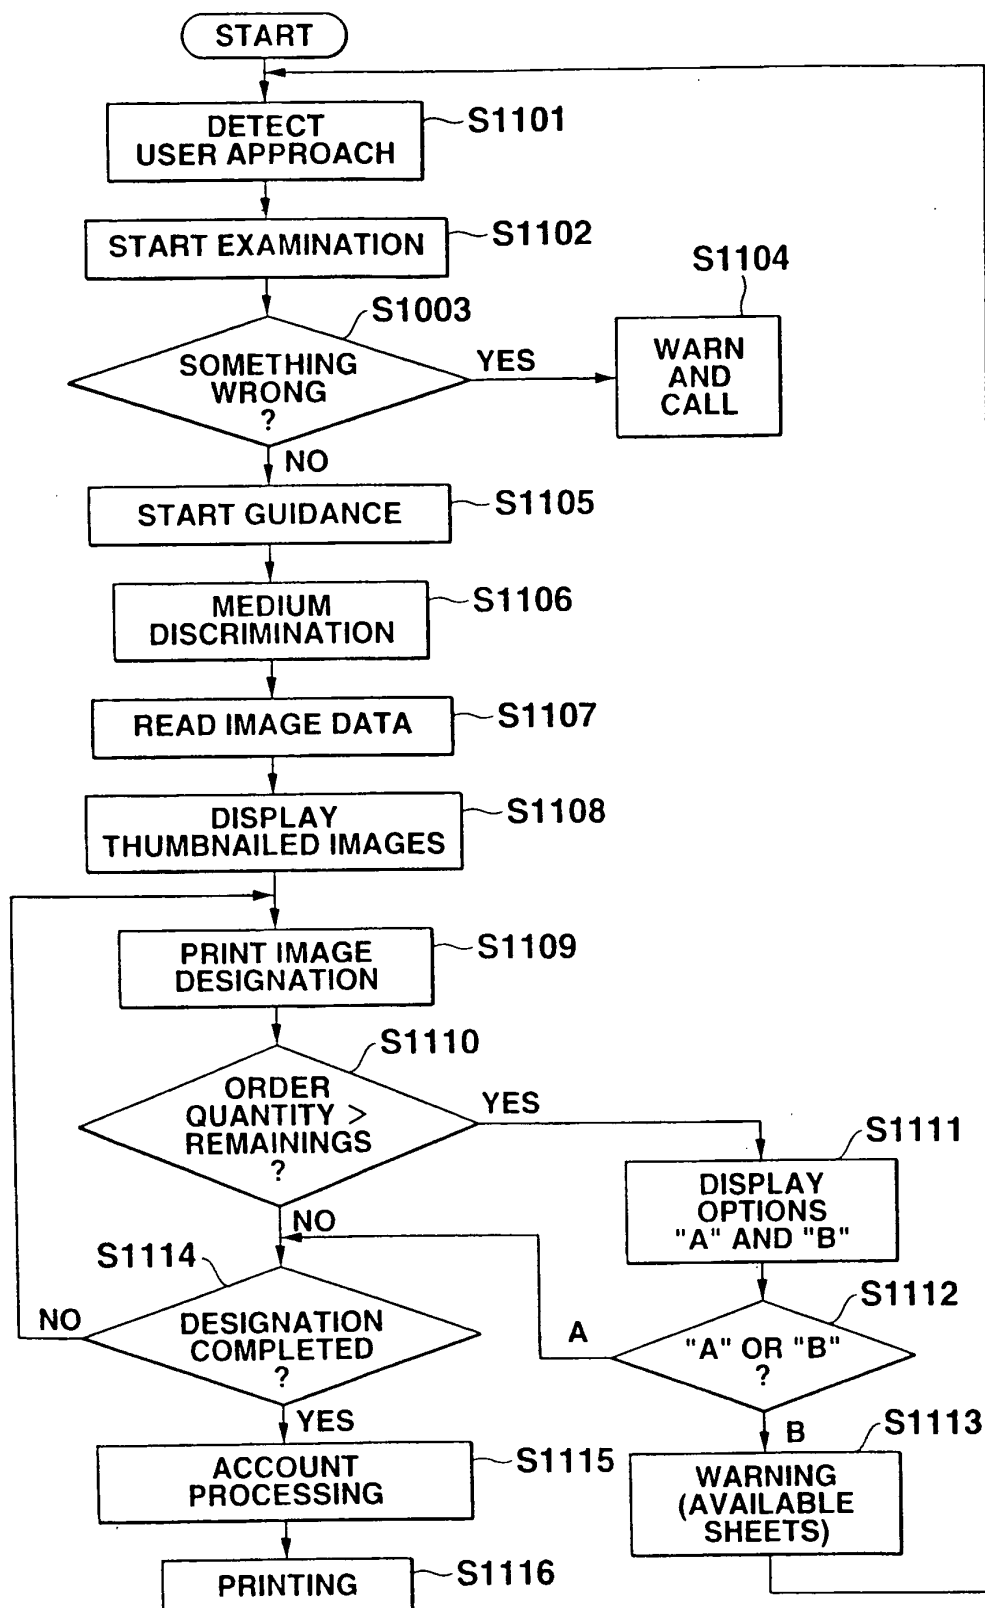 START
DETECT
USER APPROACH
S1101
START EXAMINATION
S1102
S1003
SOMETHING
WRONG
?
YES
S1104
WARN
AND
CALL
NO
START GUIDANCE
S1105
MEDIUM
DISCRIMINATION
S1106
READ IMAGE DATA
S1107
DISPLAY
THUMBNAILED IMAGES
S1108
PRINT IMAGE
DESIGNATION
S1109
S1110
ORDER
QUANTITY >
REMAININGS
?
YES
S1111
DISPLAY
OPTIONS
"A" AND "B"
NO
S1114
DESIGNATION
COMPLETED
?
NO
S1112
"A" OR "B"
?
A
B
YES
S1113
WARNING
(AVAILABLE
SHEETS)
ACCOUNT
PROCESSING
S1115
PRINTING
S1116